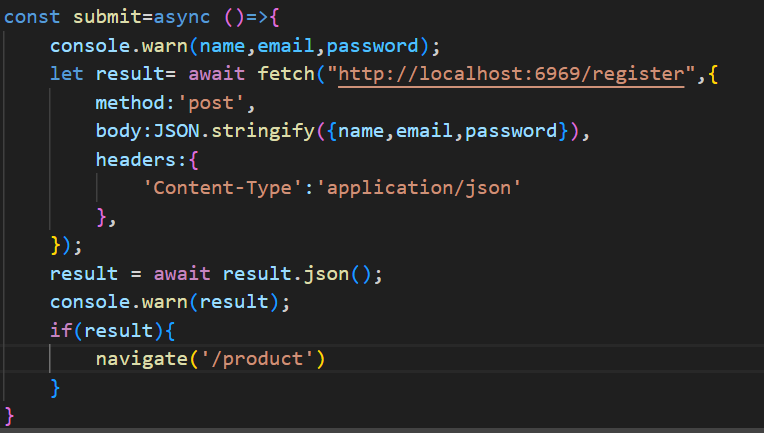 const submit=async ()=>{
    console.warn(name,email,password);
    let result= await fetch("http://localhost:6969/register",{
        method:'post',
        body:JSON.stringify({name,email,password}),
        headers:{
            'Content-Type':'application/json'
        },
    });
    result = await result.json();
    console.warn(result);
    if(result){
        navigate('/product')
    }
}